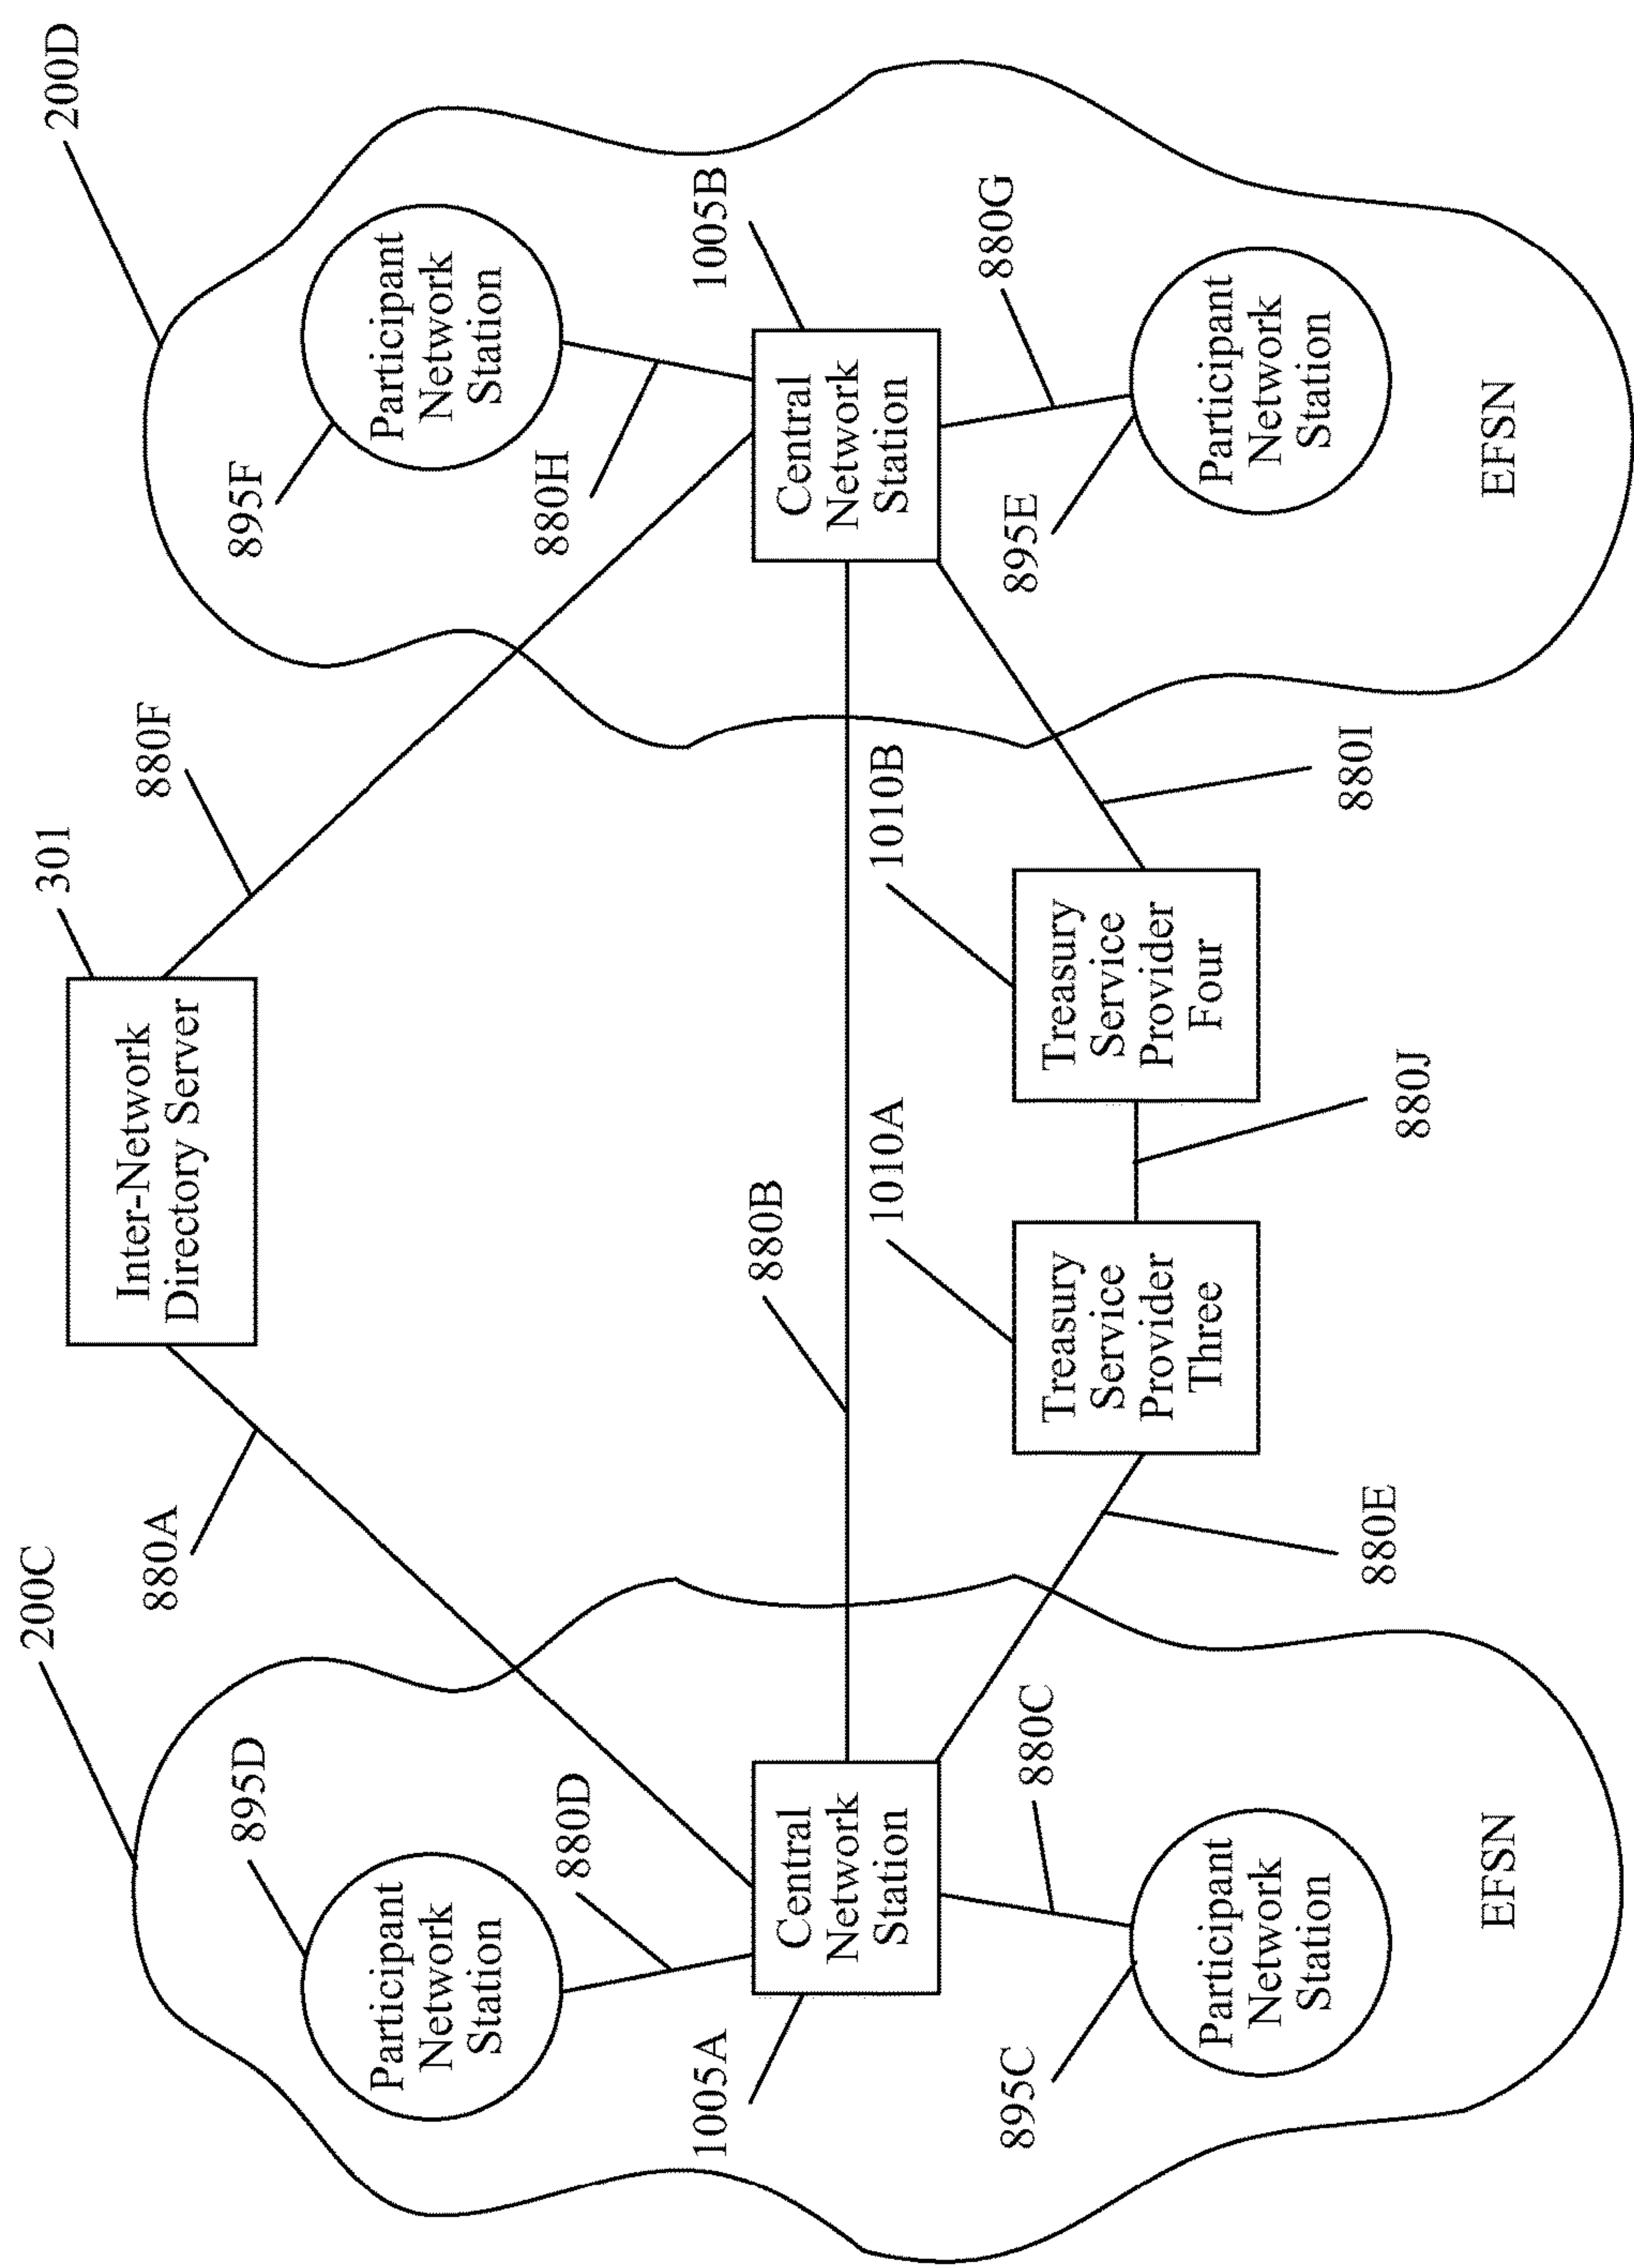 200C
880A
301
880F
200D
Inter-Network
Directory Server
895D
Participant
Network
Station
880D
895F
Participant
Network
Station
880H
1005A
Central
Network
Station
880B
1005B
Central
Network
Station
895C
880C
Participant
Network
Station
EFSN
1010A
Treasury
Service
Provider
Three
880E
880J
1010B
Treasury
Service
Provider
Four
880I
895E
880G
Participant
Network
Station
EFSN